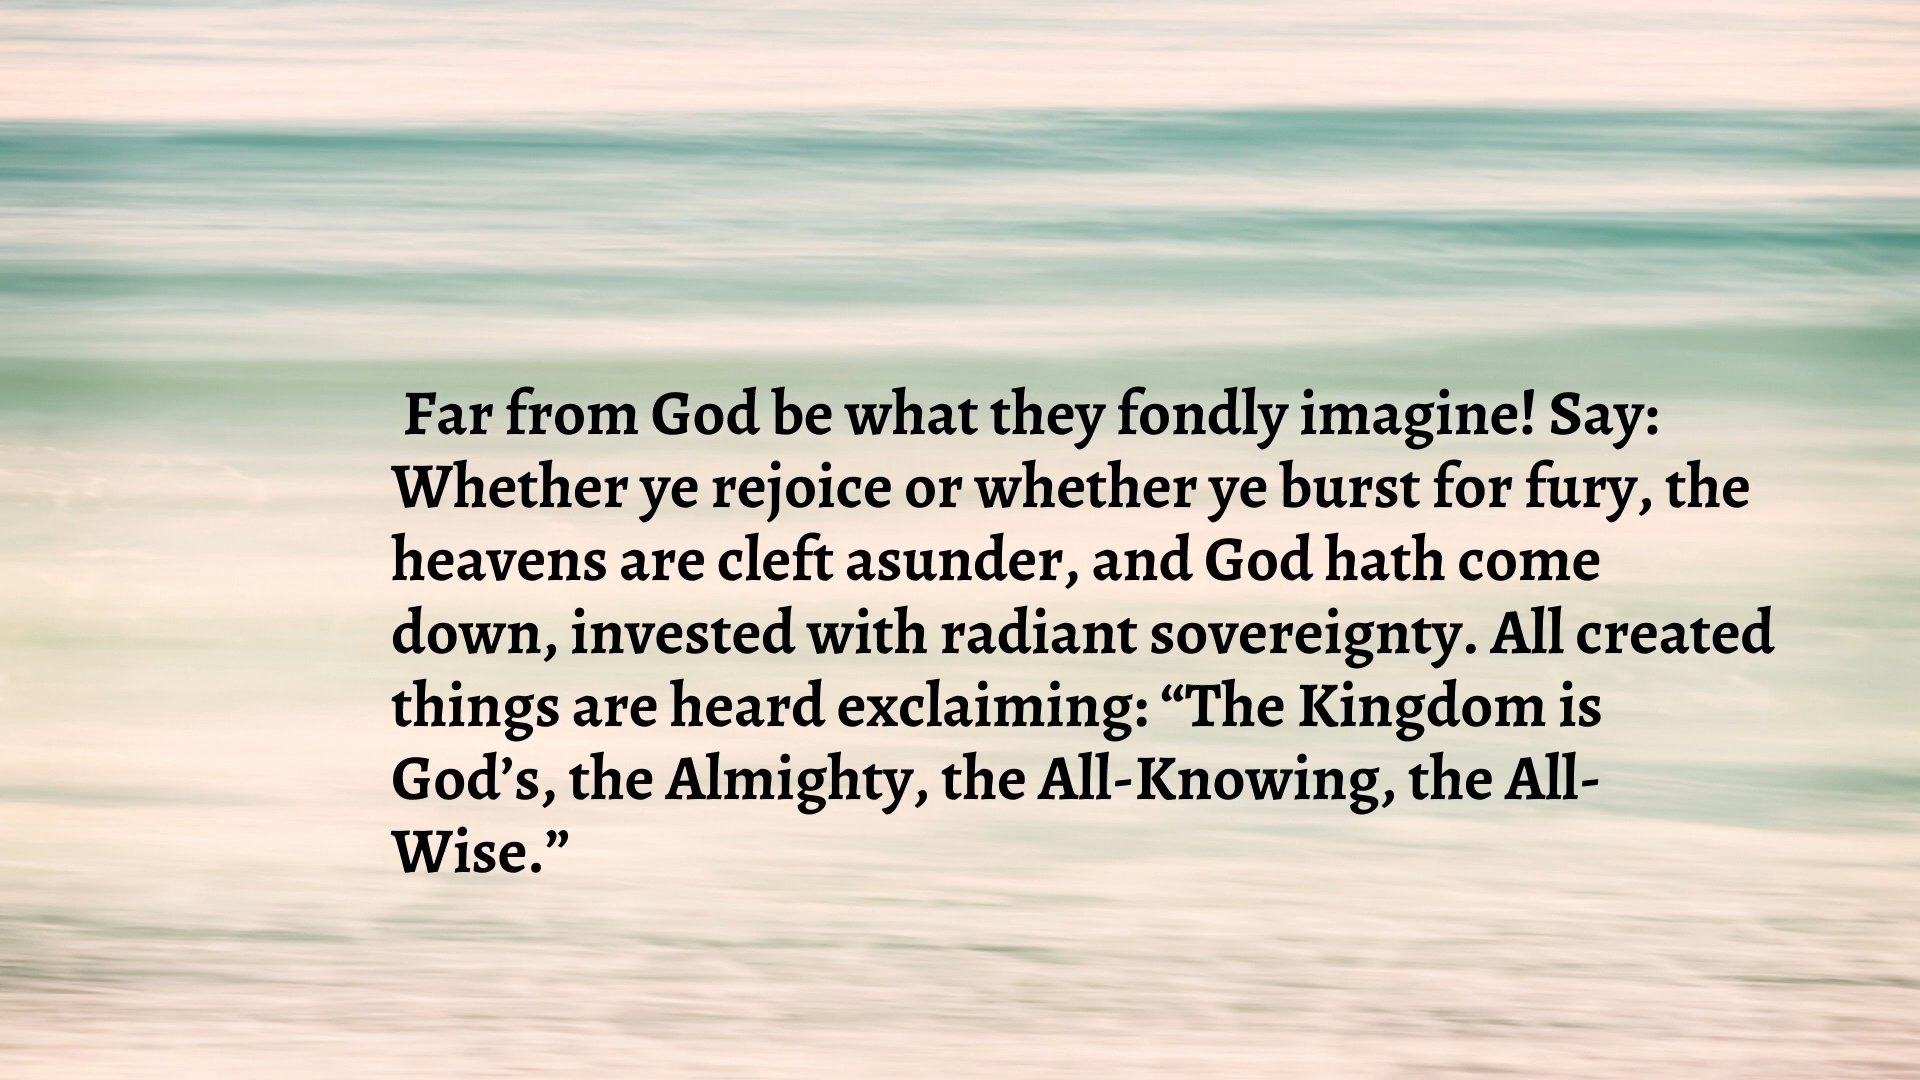 Far from God be what they fondly imagine! Say:
Whether ye rejoice or whether ye burst for fury, the
heavens are cleft asunder, and God hath come
down, invested with radiant sovereignty. All created
things are heard exclaiming: “The Kingdom is
God’s, the Almighty, the All-Knowing, the All-
Wise.”